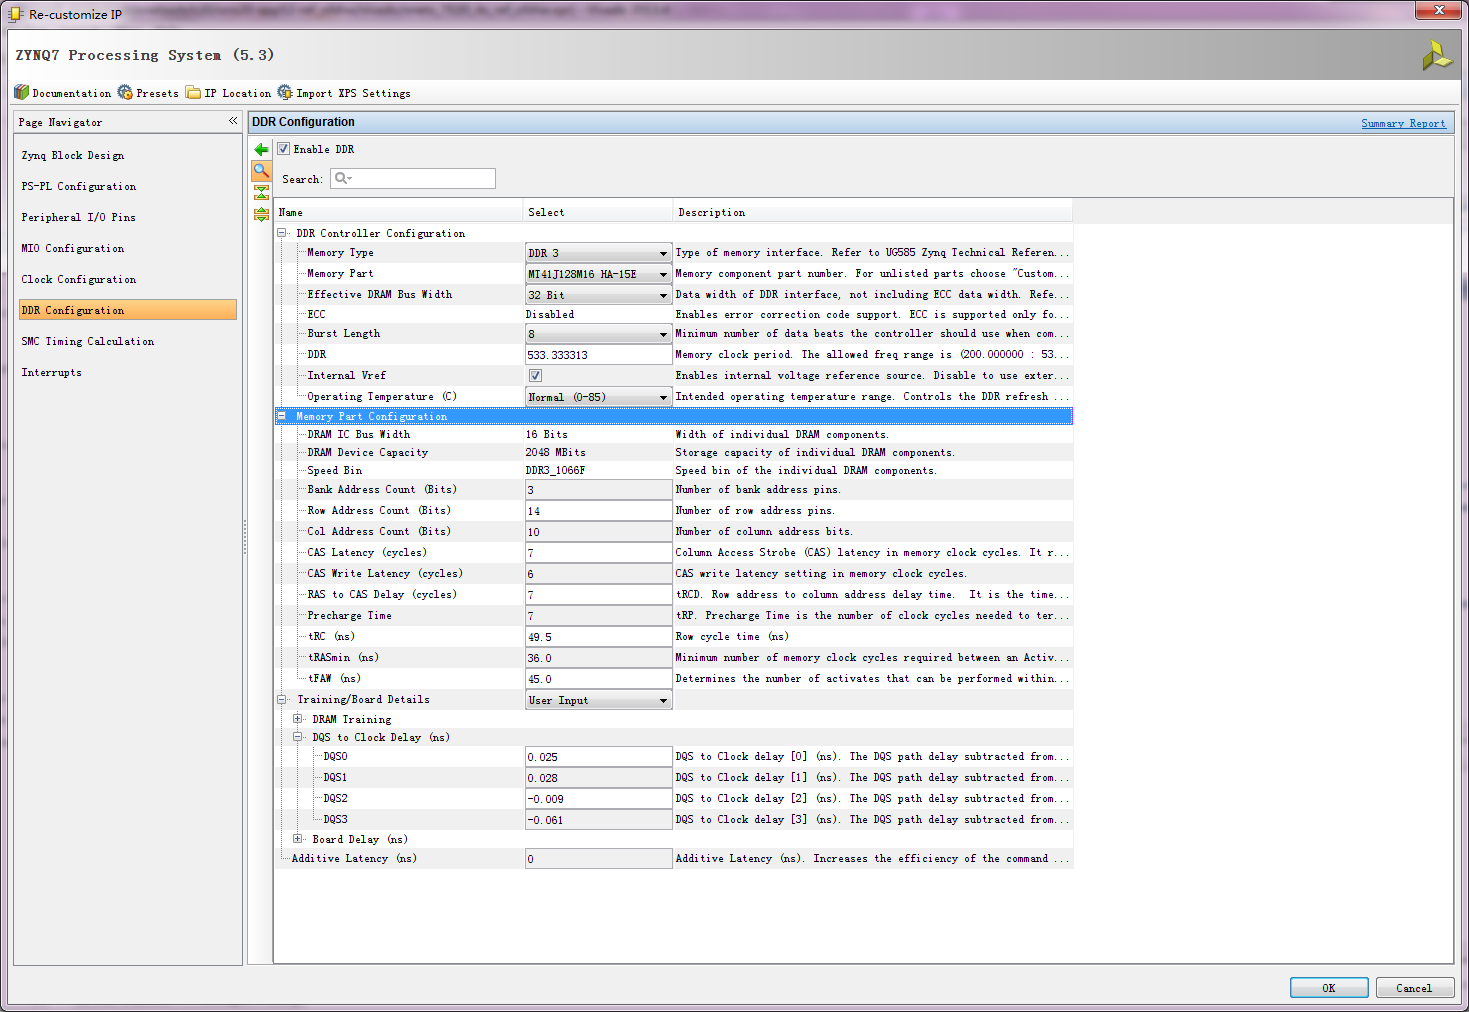 Re-customize IP
ZYNQ7 Processing System (5.3)
Documentation Presets IP Location Import XPS Settings
Page Navigator «
Zynq Block Design
PS-PL Configuration
Peripheral I/O Pins
MIO Configuration
Clock Configuration
DDR Configuration
SMC Timing Calculation
Interrupts
DDR Configuration Summary Report
Enable DDR
Search:
Name Select Description
DDR Controller Configuration
Memory Type DDR 3 Type of memory interface. Refer to UG585 Zynq Technical Referen...
Memory Part MT41J128M16 HA-15E Memory component part number. For unlisted parts choose "Custom...
Effective DRAM Bus Width 32 Bit Data width of DDR interface, not including ECC data width. Refe...
ECC Disabled Enables error correction code support. ECC is supported only fo...
Burst Length 8 Minimum number of data beats the controller should use when com...
DDR 533.333313 Memory clock period. The allowed freq range is (200.000000 : 53...
Internal Vref Enables internal voltage reference source. Disable to use exter...
Operating Temperature (C) Normal (0-85) Intended operating temperature range. Controls the DDR refresh ...
Memory Part Configuration
DRAM IC Bus Width 16 Bits Width of individual DRAM components.
DRAM Device Capacity 2048 MBits Storage capacity of individual DRAM components.
Speed Bin DDR3_1066F Speed bin of the individual DRAM components.
Bank Address Count (Bits) 3 Number of bank address pins.
Row Address Count (Bits) 14 Number of row address pins.
Col Address Count (Bits) 10 Number of column address bits.
CAS Latency (cycles) 7 Column Access Strobe (CAS) latency in memory clock cycles. It r...
CAS Write Latency (cycles) 6 CAS write latency setting in memory clock cycles.
RAS to CAS Delay (cycles) 7 tRCD. Row address to column address delay time. It is the time...
Precharge Time 7 tRP. Precharge Time is the number of clock cycles needed to ter...
tRC (ns) 49.5 Row cycle time (ns)
tRASmin (ns) 36.0 Minimum number of memory clock cycles required between an Activ...
tFAW (ns) 45.0 Determines the number of activates that can be performed within...
Training/Board Details User Input
DRAM Training
DQS to Clock Delay (ns)
DQS0 0.025 DQS to Clock delay [0] (ns). The DQS path delay subtracted from...
DQS1 0.028 DQS to Clock delay [1] (ns). The DQS path delay subtracted from...
DQS2 -0.009 DQS to Clock delay [2] (ns). The DQS path delay subtracted from...
DQS3 -0.061 DQS to Clock delay [3] (ns). The DQS path delay subtracted from...
Board Delay (ns)
Additive Latency (ns) 0 Additive Latency (ns). Increases the efficiency of the command ...
OK Cancel